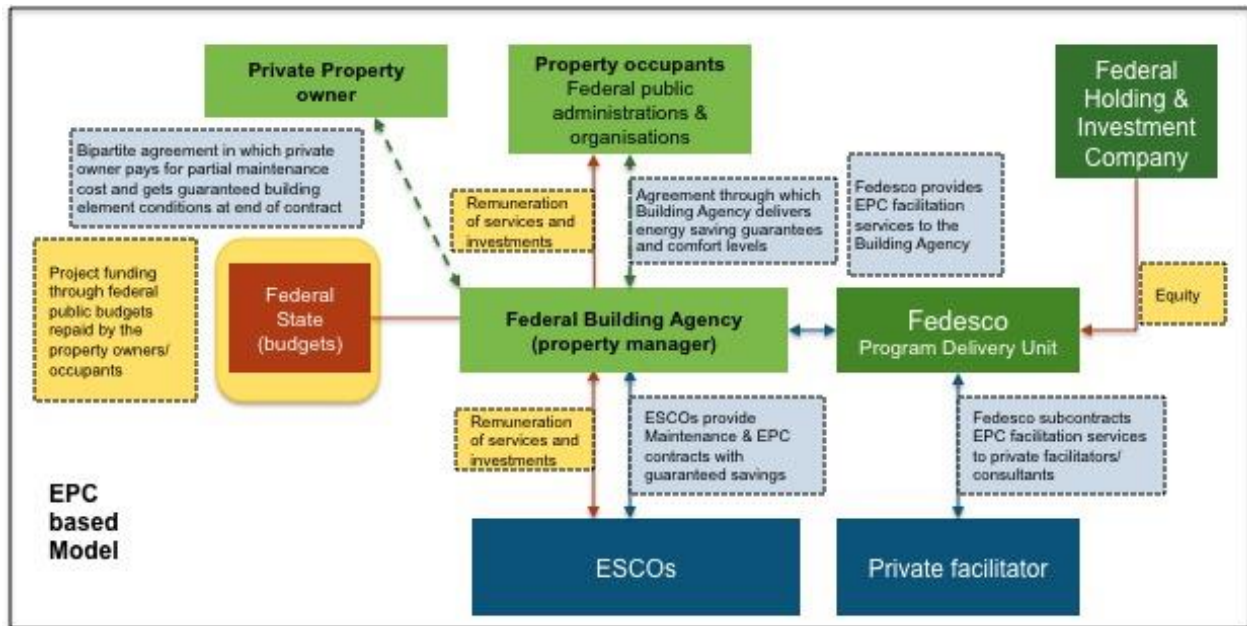 Private Property
owner
Property occupants
Federal public
administrations &
organisations
Federal
Holding &
Investment
Company
Bipartite agreement in which private
owner pays for partial maintenance
cost and gets guaranteed building
element conditions at end of contract
Remuneration
of services and
investments
Agreement through which
Building Agency delivers
energy saving guarantees
and comfort levels
Fedesco provides
EPC facilitation
services to the
Building Agency
Project funding
through federal
public budgets
repaid by the
property owners/
occupants
Federal
State
(budgets)
Federal Building Agency
(property manager)
Fedesco
Program Delivery Unit
Equity
Remuneration
of services and
investments
ESCOs provide
Maintenance & EPC
contracts with
guaranteed savings
Fedesco subcontracts
EPC facilitation services
to private facilitators/
consultants
EPC
based
Model
ESCOs
Private facilitator